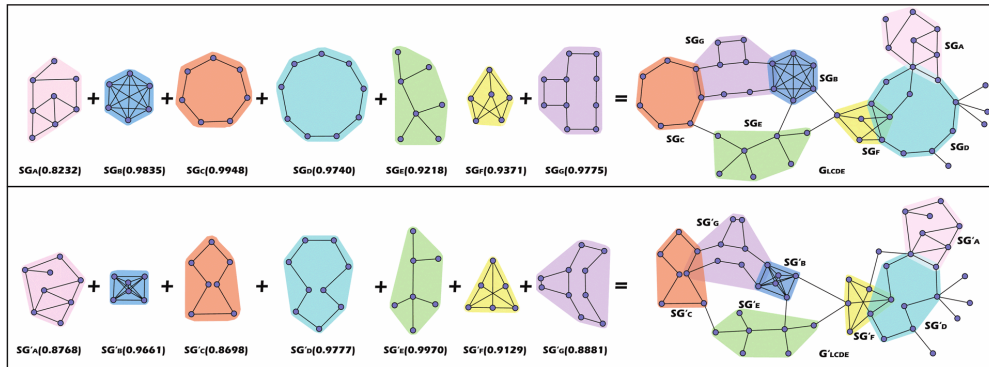 SGG
SGA
SGB
+ + + + + + =
SGE
SGC
SGF
SGD
SGA(0.8232) SGB(0.9835) SGC(0.9948) SGD(0.9740) SGE(0.9218) SGF(0.9371) SGG(0.9775) GLCDE
SG'G
SG'A
SG'B
+ + + + + + =
SG'E
SG'C
SG'D
SG'F
SG'A(0.8768) SG'B(0.9661) SG'C(0.8698) SG'D(0.9777) SG'E(0.9970) SG'F(0.9129) SG'G(0.8881) G'LCDE